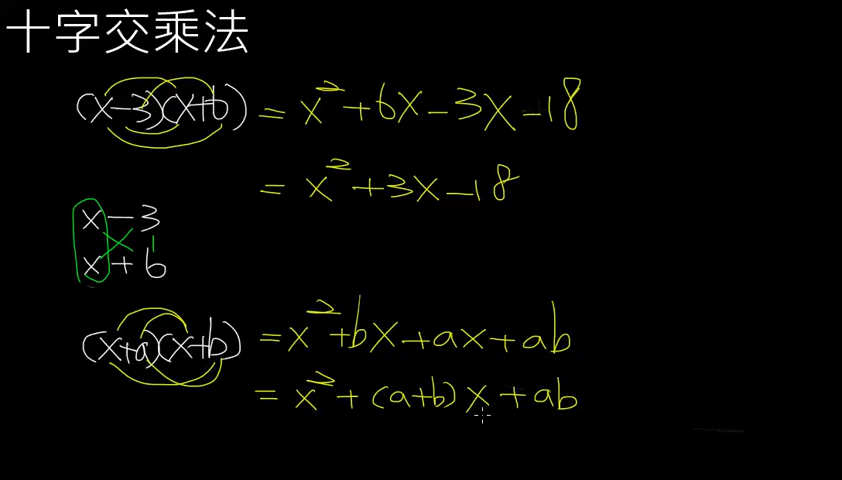 十字交乘法
(x-3)(x+6) = x²+6x-3x-18
= x²+3x-18
x-3
x+6
(x+a)(x+b) = x²+bx+ax+ab
= x²+(a+b)x+ab